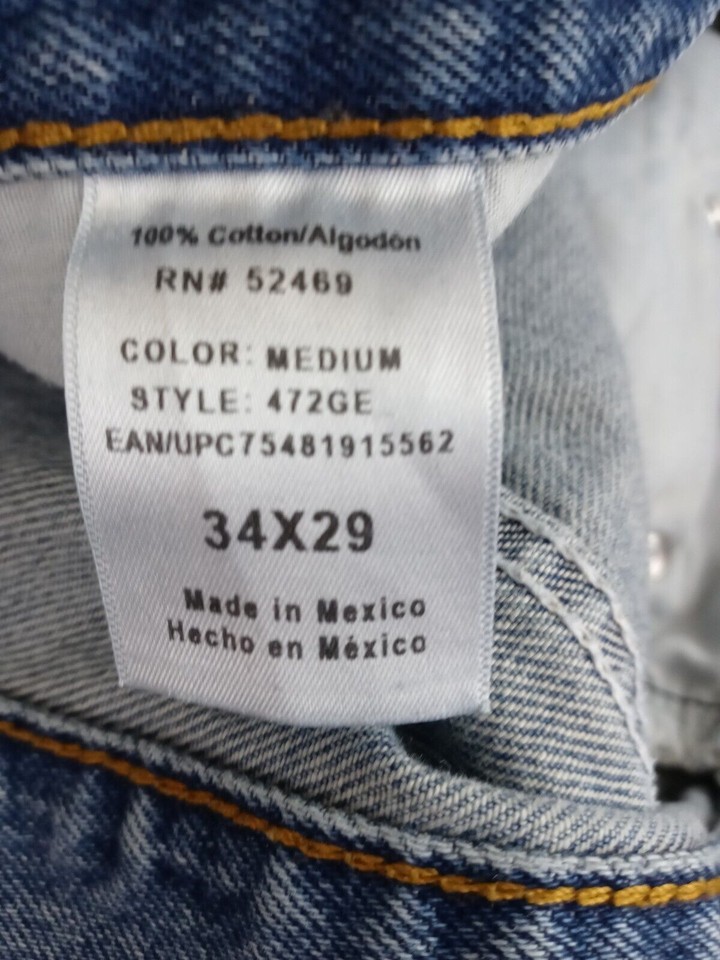 100% Cotton/Algodón
RN# 52469
COLOR: MEDIUM
STYLE: 472GE
EAN/UPC75481915562
34X29
Made in Mexico
Hecho en México